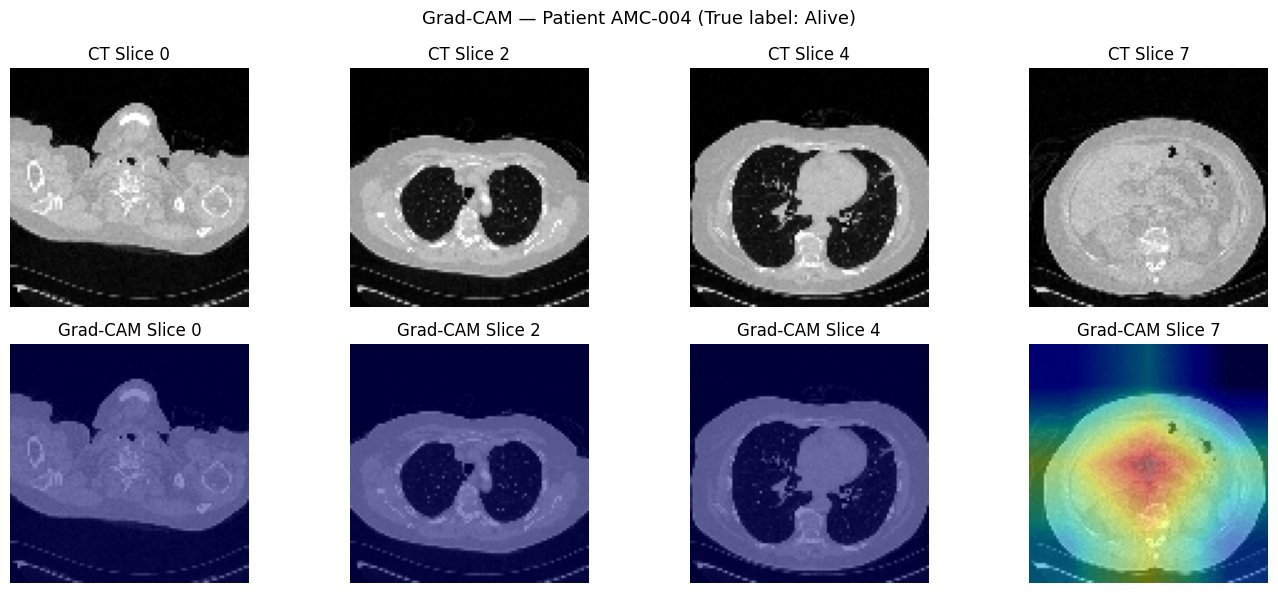 Grad-CAM — Patient AMC-004 (True label: Alive)
CT Slice 0
CT Slice 2
CT Slice 4
CT Slice 7
Grad-CAM Slice 0
Grad-CAM Slice 2
Grad-CAM Slice 4
Grad-CAM Slice 7